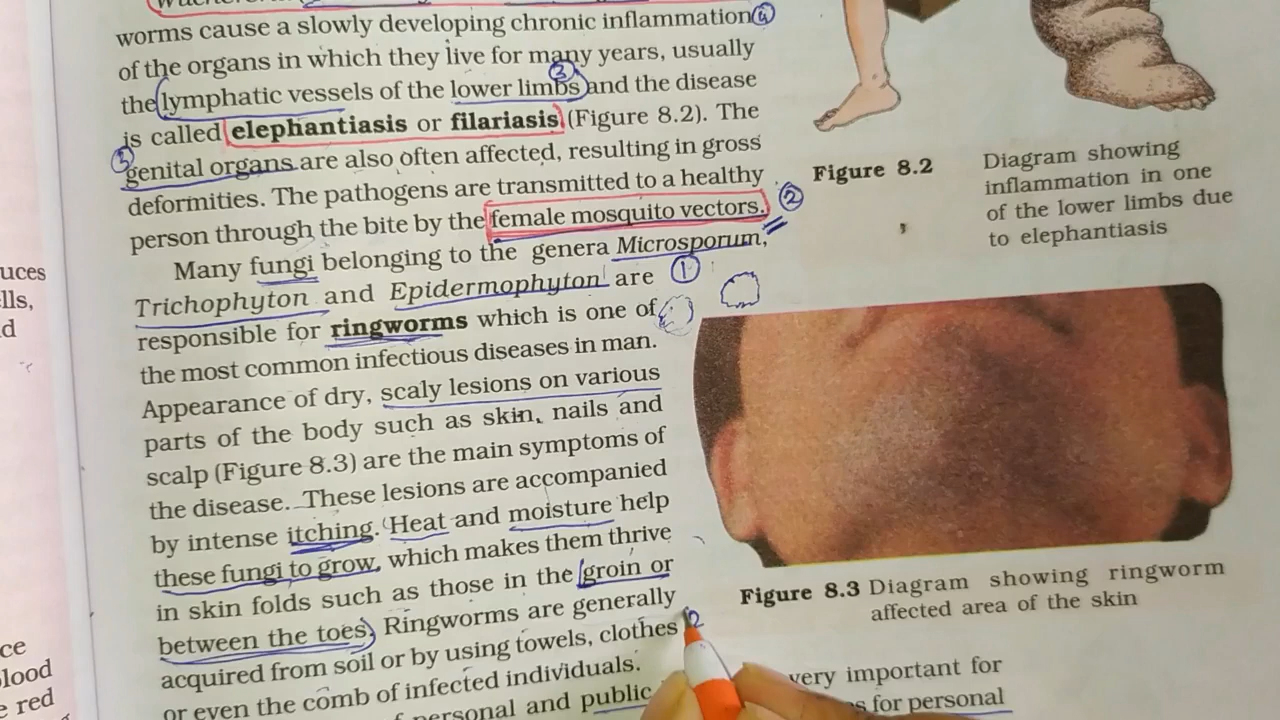 worms cause a slowly developing chronic inflammation 4
of the organs in which they live for many years, usually
the lymphatic vessels of the lower limbs 3 and the disease
is called elephantiasis or filariasis (Figure 8.2). The
5 genital organs are also often affected, resulting in gross
deformities. The pathogens are transmitted to a healthy
person through the bite by the female mosquito vectors. 2
Many fungi belonging to the genera Microsporum,
Trichophyton and Epidermophyton are 1
responsible for ringworms which is one of
the most common infectious diseases in man.
Appearance of dry, scaly lesions on various
parts of the body such as skin, nails and
scalp (Figure 8.3) are the main symptoms of
the disease. These lesions are accompanied
by intense itching. Heat and moisture help
these fungi to grow, which makes them thrive
in skin folds such as those in the groin or
between the toes. Ringworms are generally
acquired from soil or by using towels, clothes 2
or even the comb of infected individuals.
personal and public
Figure 8.2 Diagram showing
inflammation in one
of the lower limbs due
to elephantiasis
Figure 8.3 Diagram showing ringworm
affected area of the skin
very important for
for personal
uces
lls,
d
ce
lood
e red